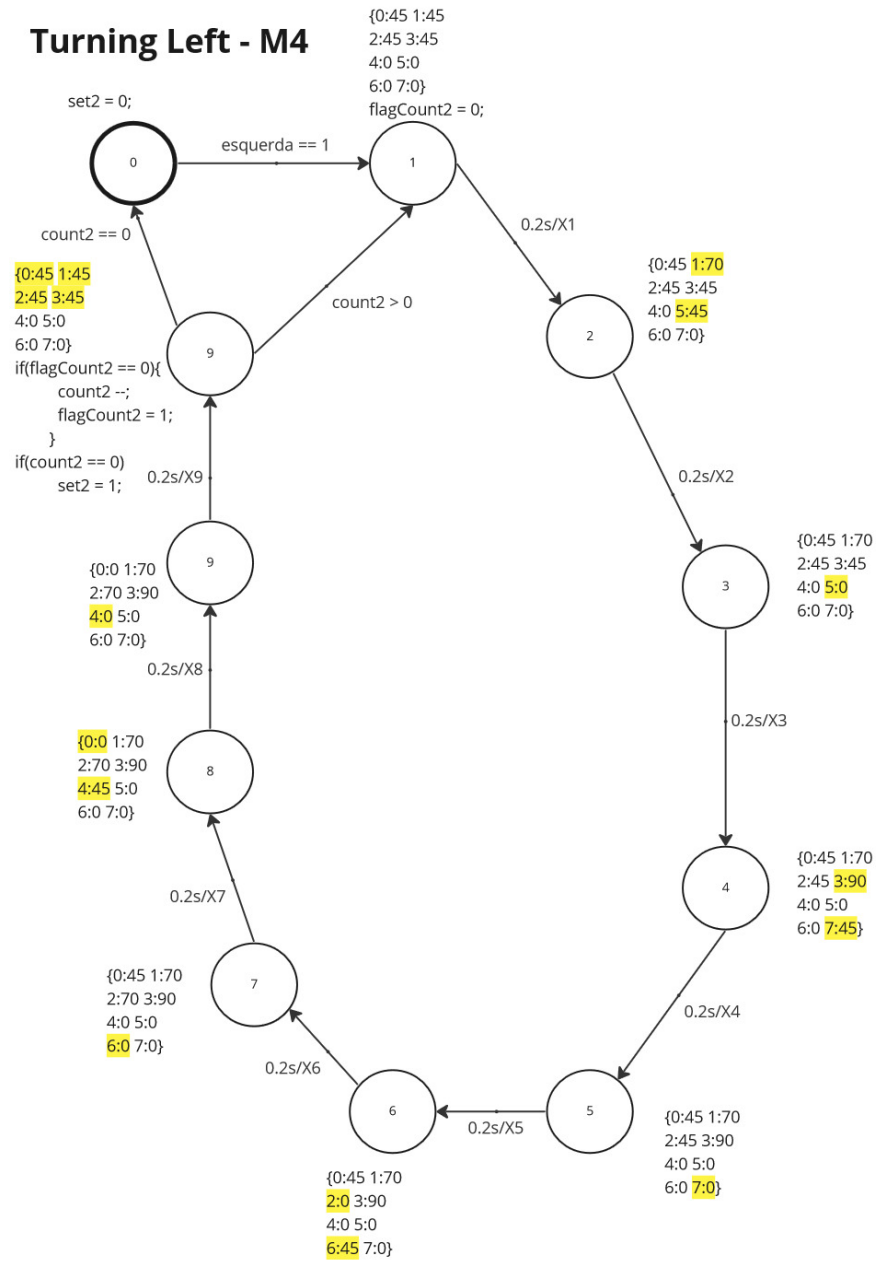 Turning Left - M4
{0:45 1:45
2:45 3:45
4:0 5:0
6:0 7:0}
flagCount2 = 0;
set2 = 0;
0
esquerda == 1
1
0.2s/X1
{0:45 1:70
2:45 3:45
4:0 5:45
6:0 7:0}
2
0.2s/X2
{0:45 1:70
2:45 3:45
4:0 5:0
6:0 7:0}
3
0.2s/X3
{0:45 1:70
2:45 3:90
4:0 5:0
6:0 7:45}
4
0.2s/X4
5
{0:45 1:70
2:45 3:90
4:0 5:0
6:0 7:0}
0.2s/X5
6
{0:45 1:70
2:0 3:90
4:0 5:0
6:45 7:0}
0.2s/X6
7
{0:45 1:70
2:70 3:90
4:0 5:0
6:0 7:0}
0.2s/X7
8
{0:0 1:70
2:70 3:90
4:45 5:0
6:0 7:0}
0.2s/X8
9
{0:0 1:70
2:70 3:90
4:0 5:0
6:0 7:0}
0.2s/X9
9
{0:45 1:45
2:45 3:45
4:0 5:0
6:0 7:0}
if(flagCount2 == 0){
count2 --;
flagCount2 = 1;
}
if(count2 == 0)
set2 = 1;
count2 == 0
count2 > 0